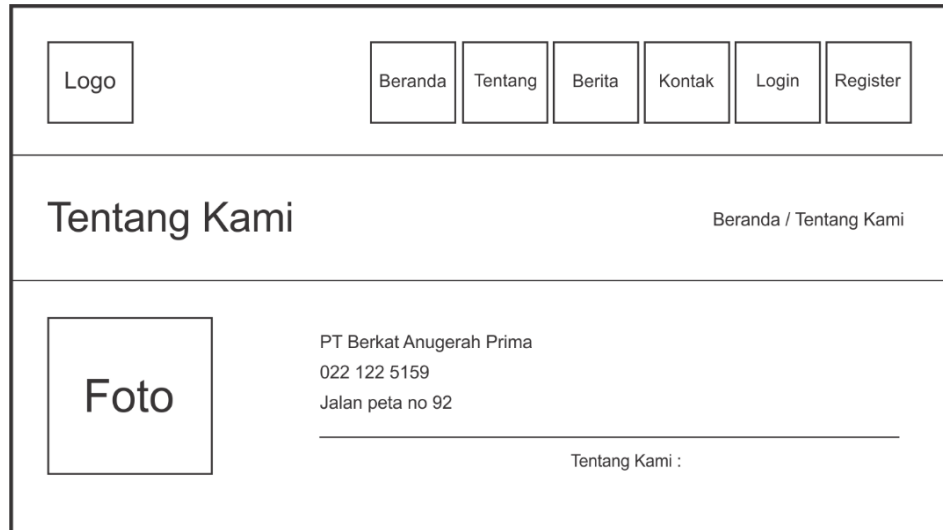 Logo
Beranda
Tentang
Berita
Kontak
Login
Register
Tentang Kami
Beranda / Tentang Kami
Foto
PT Berkat Anugerah Prima
022 122 5159
Jalan peta no 92
Tentang Kami :